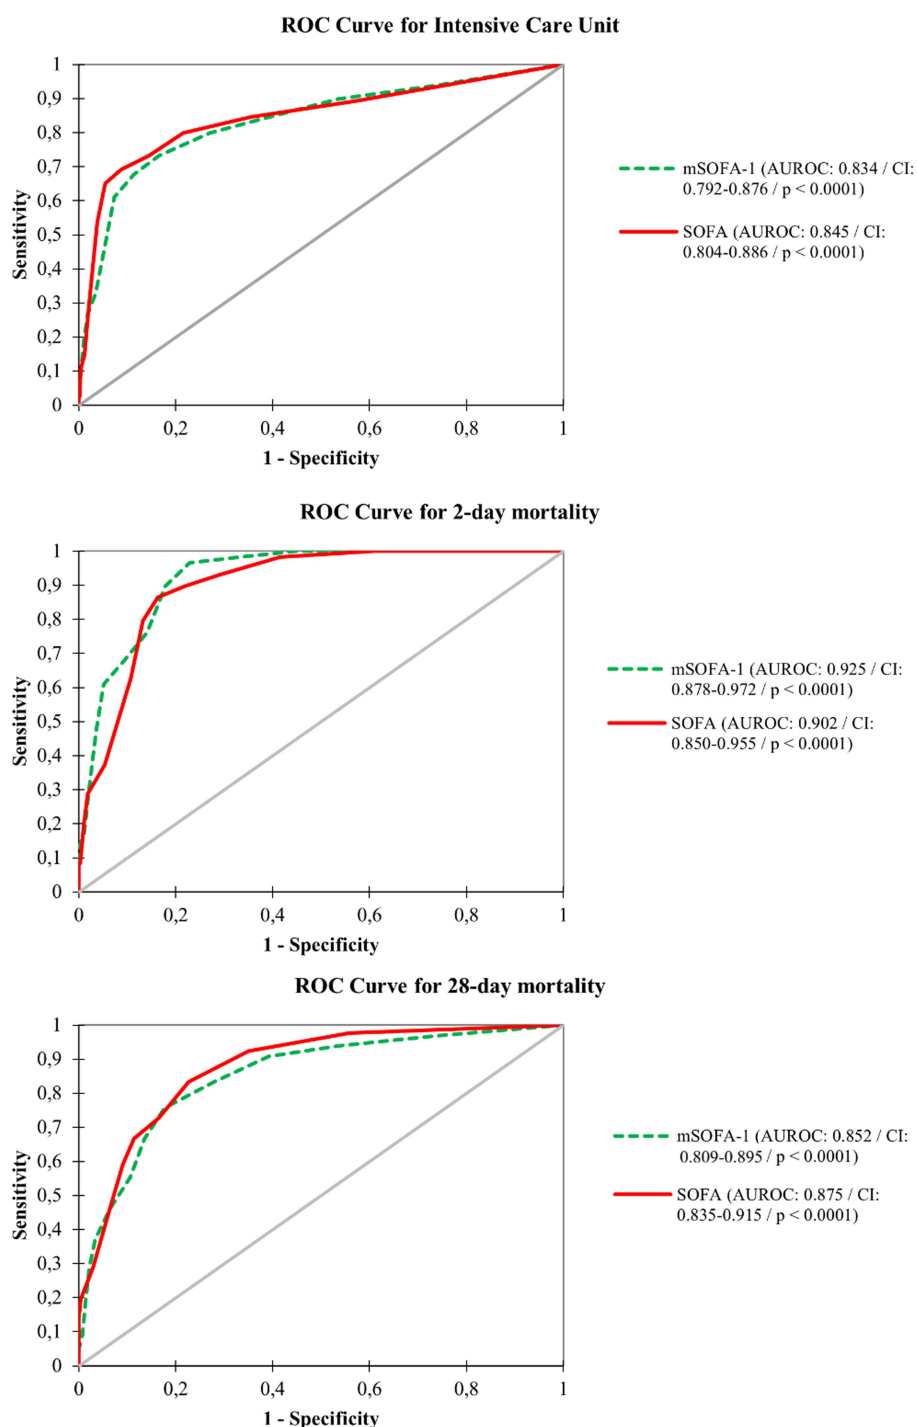 ROC Curve for Intensive Care Unit
1
0,9
0,8
0,7
0,6
0,5
0,4
0,3
0,2
0,1
0
Sensitivity
0
0,2
0,4
0,6
0,8
1
1 - Specificity
mSOFA-1 (AUROC: 0.834 / CI:
0.792-0.876 / p < 0.0001)
SOFA (AUROC: 0.845 / CI:
0.804-0.886 / p < 0.0001)
ROC Curve for 2-day mortality
1
0,9
0,8
0,7
0,6
0,5
0,4
0,3
0,2
0,1
0
Sensitivity
0
0,2
0,4
0,6
0,8
1
1 - Specificity
mSOFA-1 (AUROC: 0.925 / CI:
0.878-0.972 / p < 0.0001)
SOFA (AUROC: 0.902 / CI:
0.850-0.955 / p < 0.0001)
ROC Curve for 28-day mortality
1
0,9
0,8
0,7
0,6
0,5
0,4
0,3
0,2
0,1
0
Sensitivity
0
0,2
0,4
0,6
0,8
1
1 - Specificity
mSOFA-1 (AUROC: 0.852 / CI:
0.809-0.895 / p < 0.0001)
SOFA (AUROC: 0.875 / CI:
0.835-0.915 / p < 0.0001)